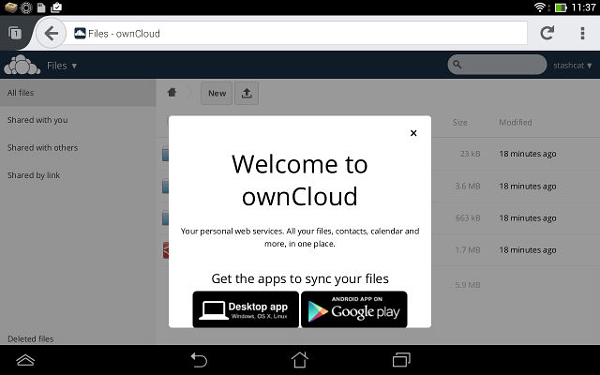 11:37
1
Files - ownCloud
Files
stashcat
All files
Shared with you
Shared with others
Shared by link
Deleted files
New
Size
Modified
23 kB
18 minutes ago
3.6 MB
18 minutes ago
663 kB
18 minutes ago
1.7 MB
18 minutes ago
5.9 MB
Welcome to
ownCloud
Your personal web services. All your files, contacts, calendar and
more, in one place.
Get the apps to sync your files
Desktop app
Windows, OS X, Linux
ANDROID APP ON
Google play